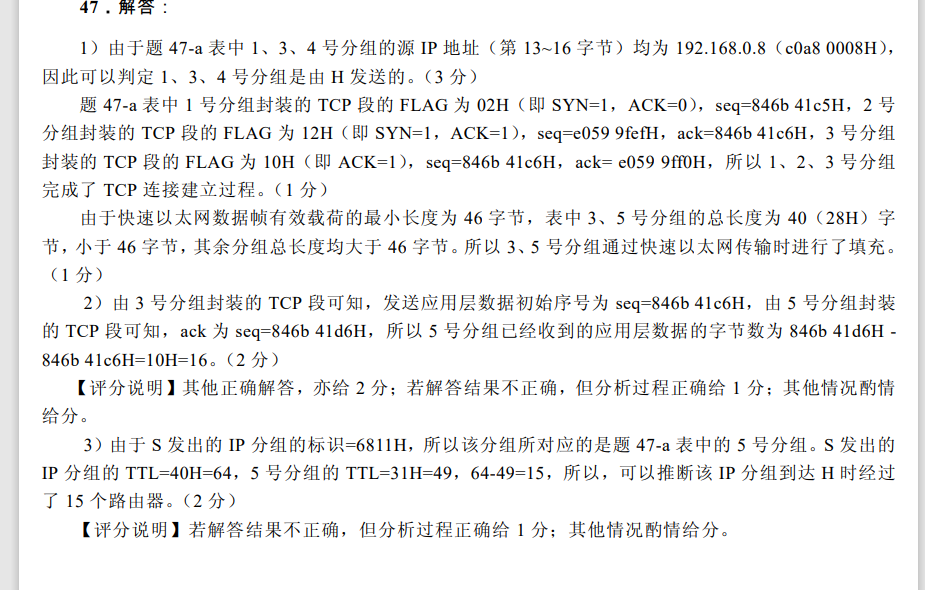 47．解答：
1）由于题 47-a 表中 1、3、4 号分组的源 IP 地址（第 13~16 字节）均为 192.168.0.8（c0a8 0008H），
因此可以判定 1、3、4 号分组是由 H 发送的。（3 分）
题 47-a 表中 1 号分组封装的 TCP 段的 FLAG 为 02H（即 SYN=1，ACK=0），seq=846b 41c5H，2 号
分组封装的 TCP 段的 FLAG 为 12H（即 SYN=1，ACK=1），seq=e059 9fefH，ack=846b 41c6H，3 号分组
封装的 TCP 段的 FLAG 为 10H（即 ACK=1），seq=846b 41c6H，ack= e059 9ff0H，所以 1、2、3 号分组
完成了 TCP 连接建立过程。（1 分）
由于快速以太网数据帧有效载荷的最小长度为 46 字节，表中 3、5 号分组的总长度为 40（28H）字
节，小于 46 字节，其余分组总长度均大于 46 字节。所以 3、5 号分组通过快速以太网传输时进行了填充。
（1 分）
2）由 3 号分组封装的 TCP 段可知，发送应用层数据初始序号为 seq=846b 41c6H，由 5 号分组封装
的 TCP 段可知，ack 为 seq=846b 41d6H，所以 5 号分组已经收到的应用层数据的字节数为 846b 41d6H -
846b 41c6H=10H=16。（2 分）
【评分说明】其他正确解答，亦给 2 分；若解答结果不正确，但分析过程正确给 1 分；其他情况酌情
给分。
3）由于 S 发出的 IP 分组的标识=6811H，所以该分组所对应的是题 47-a 表中的 5 号分组。S 发出的
IP 分组的 TTL=40H=64，5 号分组的 TTL=31H=49，64-49=15，所以，可以推断该 IP 分组到达 H 时经过
了 15 个路由器。（2 分）
【评分说明】若解答结果不正确，但分析过程正确给 1 分；其他情况酌情给分。